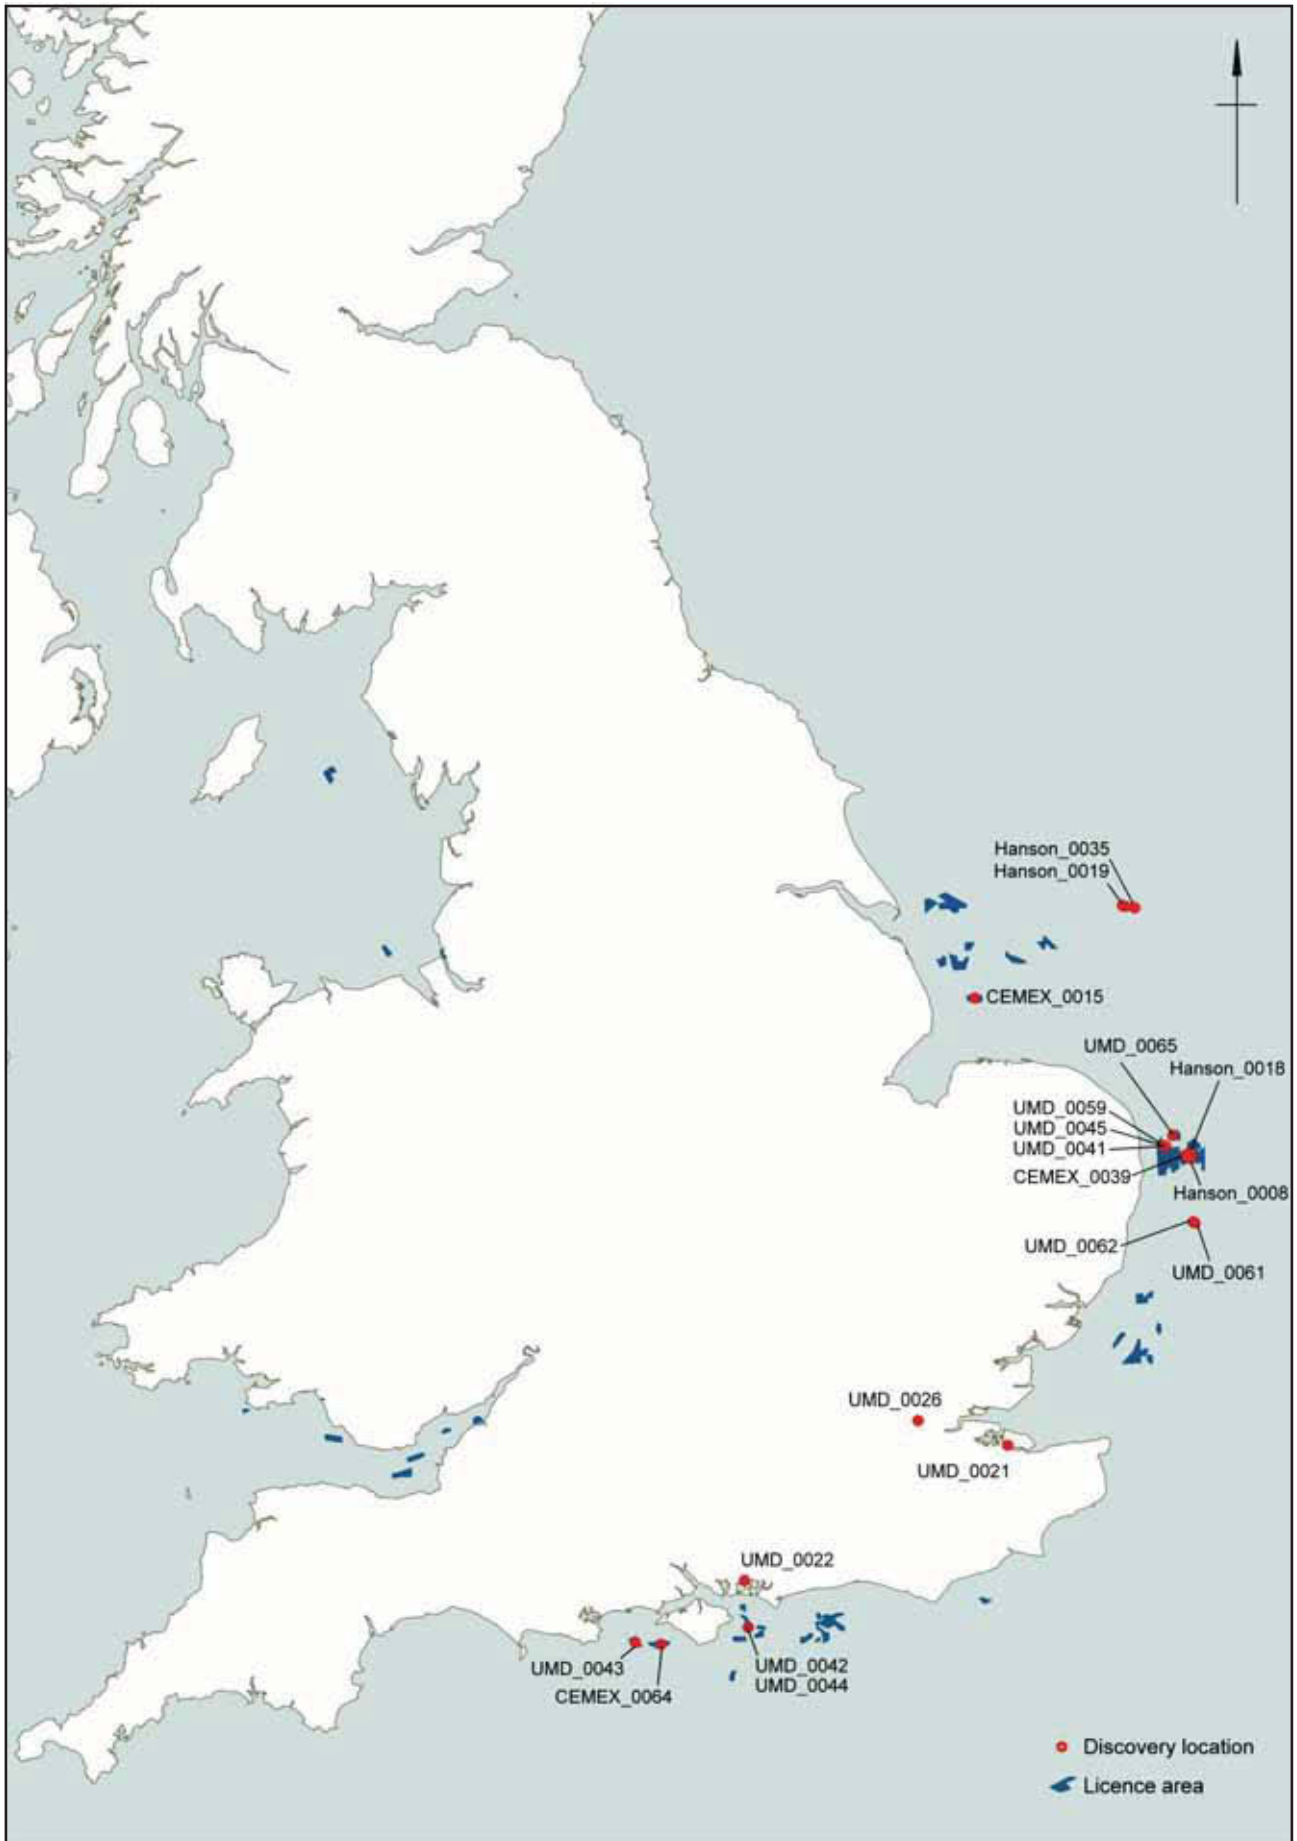 Hanson_0035
Hanson_0019
CEMEX_0015
UMD_0065
Hanson_0018
UMD_0059
UMD_0045
UMD_0041
CEMEX_0039
Hanson_0008
UMD_0062
UMD_0061
UMD_0026
UMD_0021
UMD_0022
UMD_0043
CEMEX_0064
UMD_0042
UMD_0044
Discovery location
Licence area